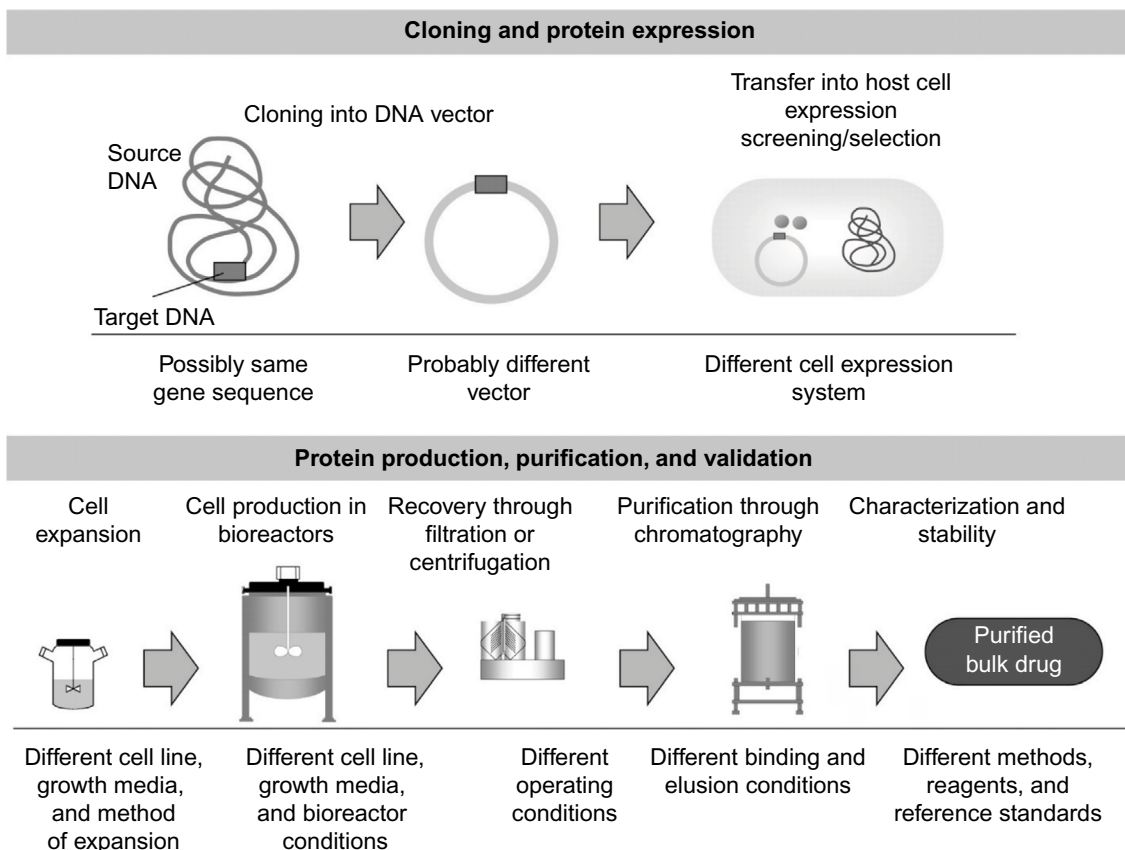 Cloning and protein expression
Cloning into DNA vector
Transfer into host cell
expression
screening/selection
Source
DNA
Target DNA
Possibly same
gene sequence
Probably different
vector
Different cell expression
system
Protein production, purification, and validation
Cell
expansion
Cell production in
bioreactors
Recovery through
filtration or
centrifugation
Purification through
chromatography
Characterization and
stability
Purified
bulk drug
Different cell line,
growth media,
and method
of expansion
Different cell line,
growth media,
and bioreactor
conditions
Different
operating
conditions
Different binding and
elusion conditions
Different methods,
reagents, and
reference standards